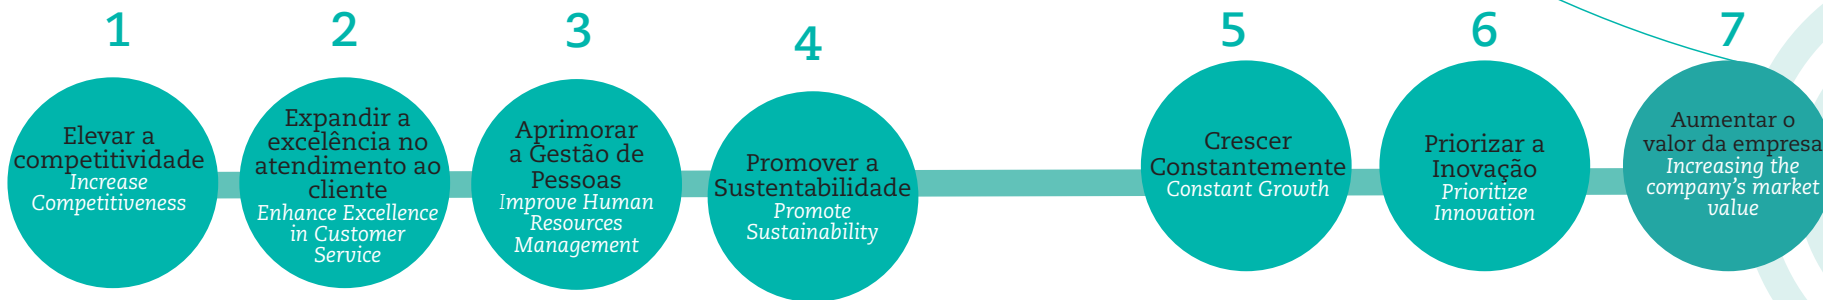 1
Elevar a
competitividade
Increase
Competitiveness
2
Expandir a
excelência no
atendimento ao
cliente
Enhance Excellence
in Customer
Service
3
Aprimorar
a Gestão de
Pessoas
Improve Human
Resources
Management
4
Promover a
Sustentabilidade
Promote
Sustainability
5
Crescer
Constantemente
Constant Growth
6
Priorizar a
Inovação
Prioritize
Innovation
7
Aumentar o
valor da empresa
Increasing the
company's market
value